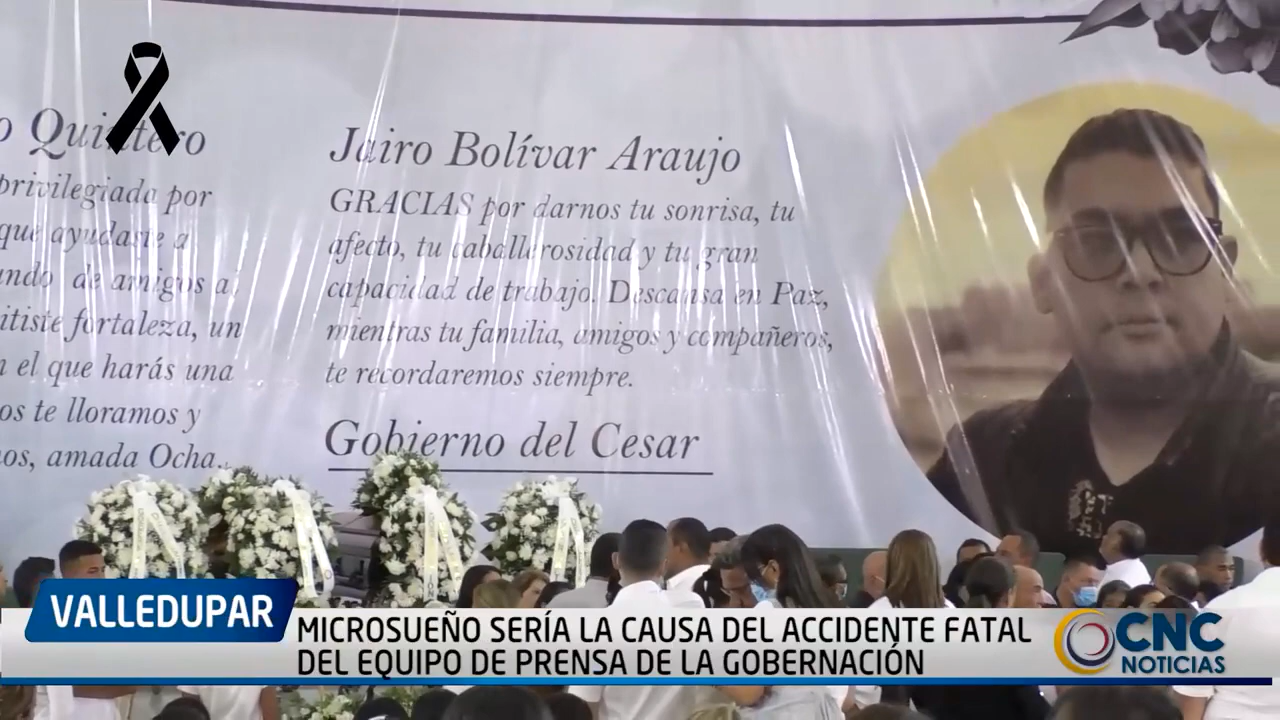 o Quintero
privilegiada por
que ayudaste a
undo de amigos a
itiste fortaleza, un
n el que harás una
os te lloramos y
nos, amada Ocha.
Jairo Bolívar Araujo
GRACIAS por darnos tu sonrisa, tu
afecto, tu caballerosidad y tu gran
capacidad de trabajo. Descansa en Paz,
mientras tu familia, amigos y compañeros,
te recordaremos siempre.
Gobierno del Cesar
VALLEDUPAR
MICROSUEÑO SERÍA LA CAUSA DEL ACCIDENTE FATAL
DEL EQUIPO DE PRENSA DE LA GOBERNACIÓN
CNC
NOTICIAS